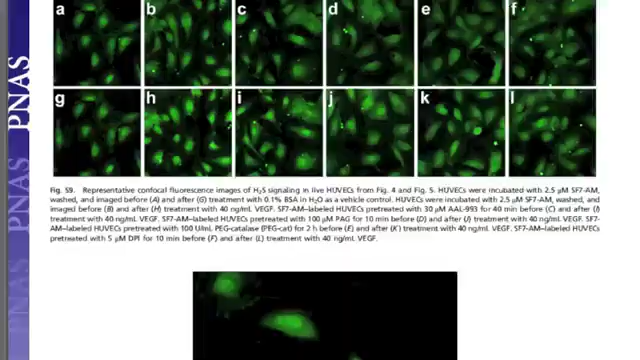 a b c d e f
g h i j k l
PNAS PNAS PNAS PNAS PNAS
Fig. S9. Representative confocal fluorescence images of H2S signaling in live HUVECs from Fig. 4 and Fig. 5. HUVECs were incubated with 2.5 μM SF7-AM,
washed, and imaged before (A) and after (G) treatment with 0.1% BSA in H2O as a vehicle control. HUVECs were incubated with 2.5 μM SF7-AM, washed, and
imaged before (B) and after (H) treatment with 40 ng/mL VEGF. SF7-AM–labeled HUVECs pretreated with 30 μM AAL-993 for 40 min before (C) and after (I)
treatment with 40 ng/mL VEGF. SF7-AM–labeled HUVECs pretreated with 100 μM PAG for 10 min before (D) and after (J) treatment with 40 ng/mL VEGF. SF7-
AM–labeled HUVECs pretreated with 100 U/mL PEG-catalase (PEG-cat) for 2 h before (E) and after (K) treatment with 40 ng/mL VEGF. SF7-AM–labeled HUVECs
pretreated with 5 μM DPI for 10 min before (F) and after (L) treatment with 40 ng/mL VEGF.